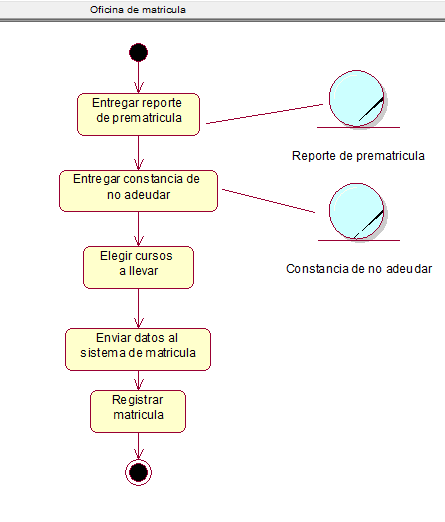 Oficina de matricula
Entregar reporte
de prematricula
Reporte de prematricula
Entregar constancia de
no adeudar
Constancia de no adeudar
Elegir cursos
a llevar
Enviar datos al
sistema de matricula
Registrar
matricula